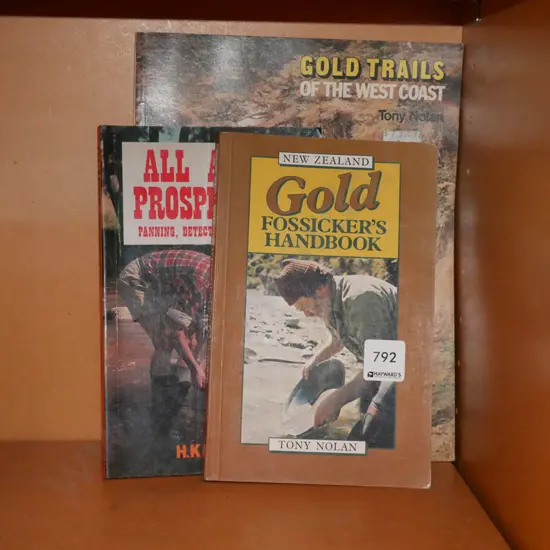 GOLD TRAILS
OF THE WEST COAST
Tony Nolan
ALL
PROSP
PANNING, DETEC
H.K
NEW ZEALAND
Gold
FOSSICKER'S
HANDBOOK
792
HAYWARD'S
TONY NOLAN